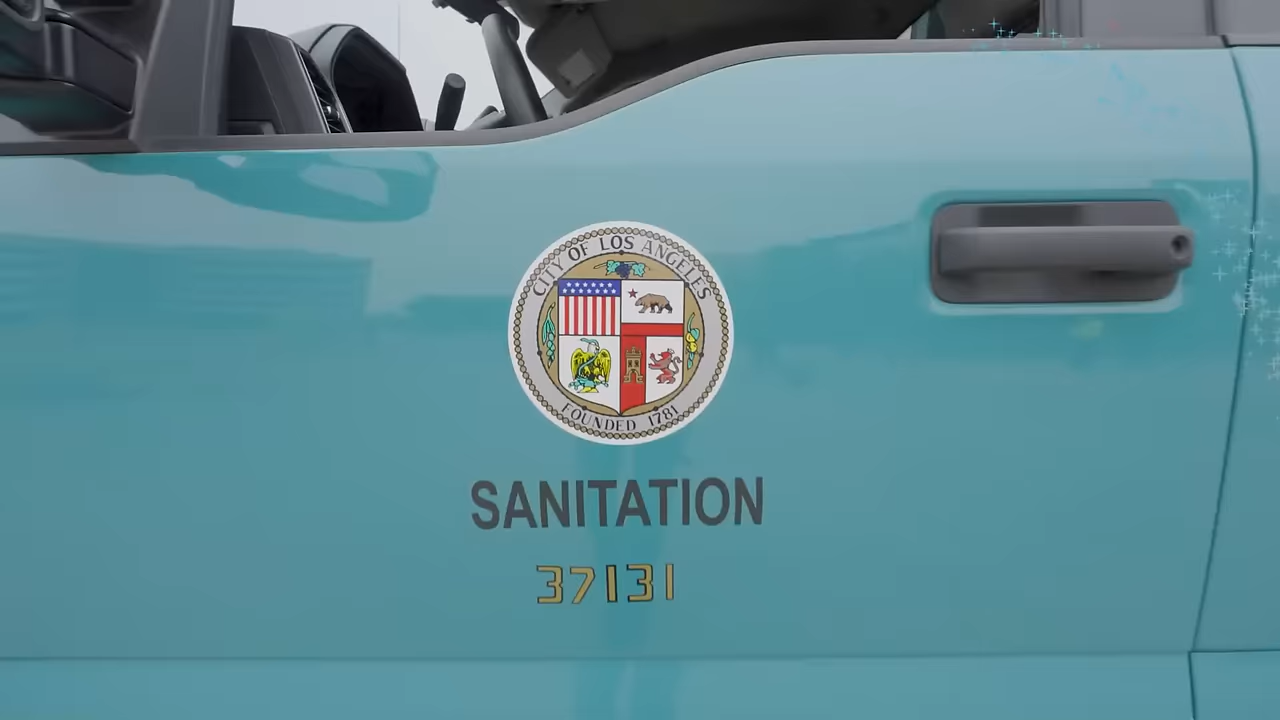 CITY OF LOS ANGELES
FOUNDED 1781
SANITATION
37131